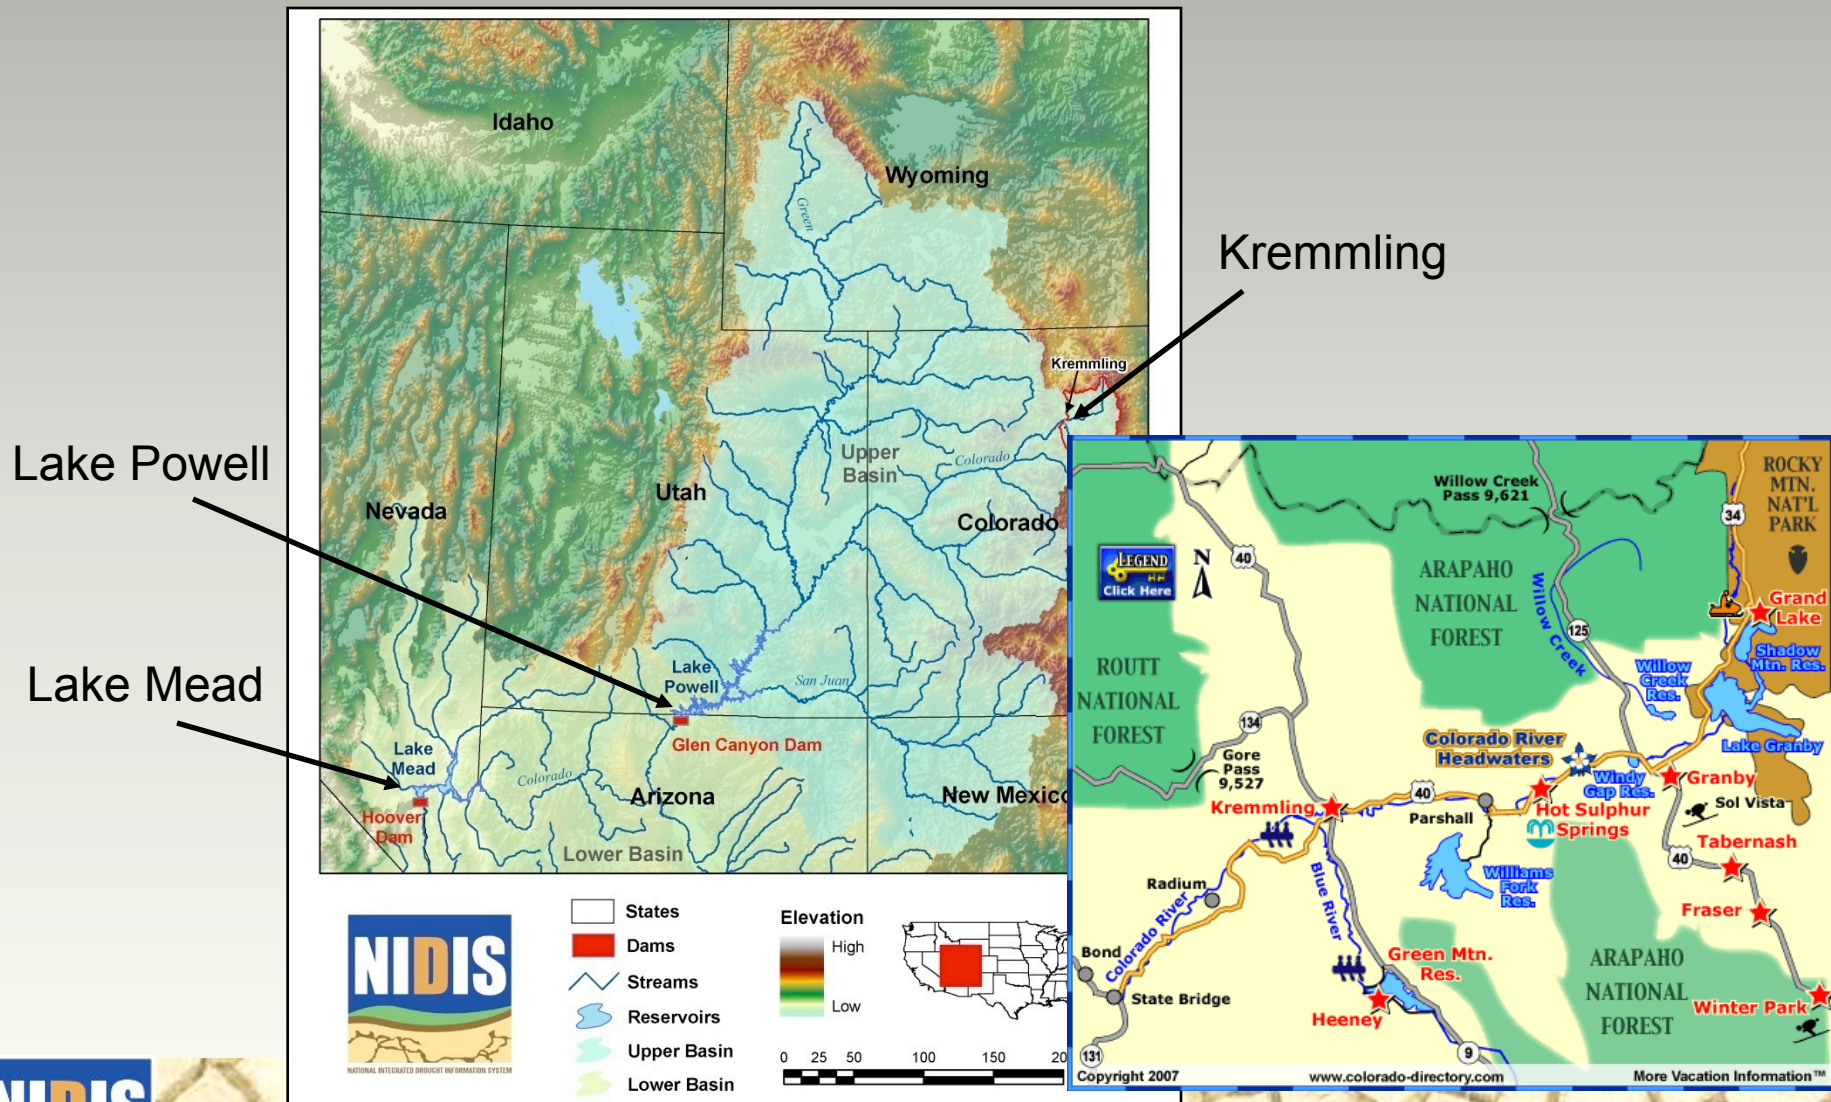 Idaho
Wyoming
Green
Kremmling
Kremmling
Lake Powell
Upper
Basin
Colorado
Utah
Nevada
Colorado
Lake
Powell
San Juan
Lake Mead
Glen Canyon Dam
Lake
Mead
Colorado
Arizona
New Mexico
Hoover
Dam
Lower Basin
NIDIS
NATIONAL INTEGRATED DROUGHT INFORMATION SYSTEM
States
Dams
Streams
Reservoirs
Upper Basin
Lower Basin
Elevation
High
Low
0 25 50 100 150 20
NIDIS
Willow Creek
Pass 9,621
ROCKY
MTN.
NAT'L
PARK
34
40
LEGEND
Click Here
N
ARAPAHO
NATIONAL
FOREST
Willow Creek
125
Grand
Lake
Shadow
Mtn. Res.
Willow
Creek
Res.
ROUTT
NATIONAL
FOREST
134
Gore
Pass
9,527
Colorado River
Headwaters
Lake Granby
Windy
Gap Res.
Granby
Sol Vista
Kremmling
40
Parshall
Hot Sulphur
Springs
Tabernash
40
Williams
Fork
Res.
Radium
Colorado River
Blue River
Fraser
Bond
State Bridge
Green Mtn.
Res.
Heeney
ARAPAHO
NATIONAL
FOREST
Winter Park
131
9
Copyright 2007
www.colorado-directory.com
More Vacation Information™